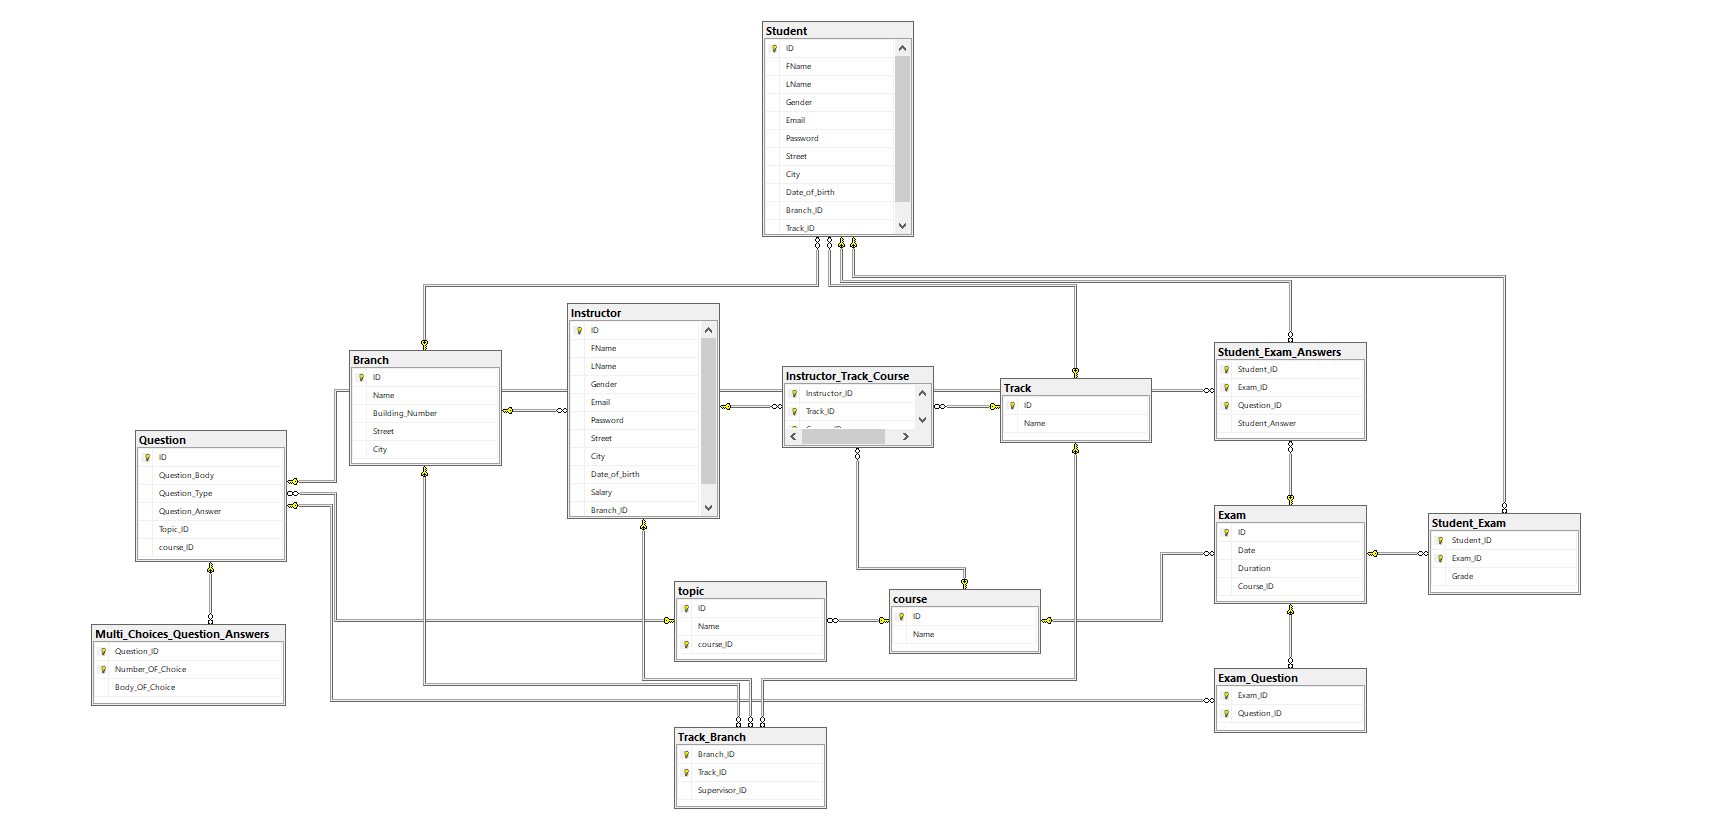 Student
ID
FName
LName
Gender
Email
Password
Street
City
Date_of_birth
Branch_ID
Track_ID
Instructor
ID
FName
LName
Gender
Email
Password
Street
City
Date_of_birth
Salary
Branch_ID
Branch
ID
Name
Building_Number
Street
City
Instructor_Track_Course
Instructor_ID
Track_ID
Track
ID
Name
Student_Exam_Answers
Student_ID
Exam_ID
Question_ID
Student_Answer
Question
ID
Question_Body
Question_Type
Question_Answer
Topic_ID
course_ID
Exam
ID
Date
Duration
Course_ID
Student_Exam
Student_ID
Exam_ID
Grade
topic
ID
Name
course_ID
course
ID
Name
Multi_Choices_Question_Answers
Question_ID
Number_OF_Choice
Body_OF_Choice
Exam_Question
Exam_ID
Question_ID
Track_Branch
Branch_ID
Track_ID
Supervisor_ID